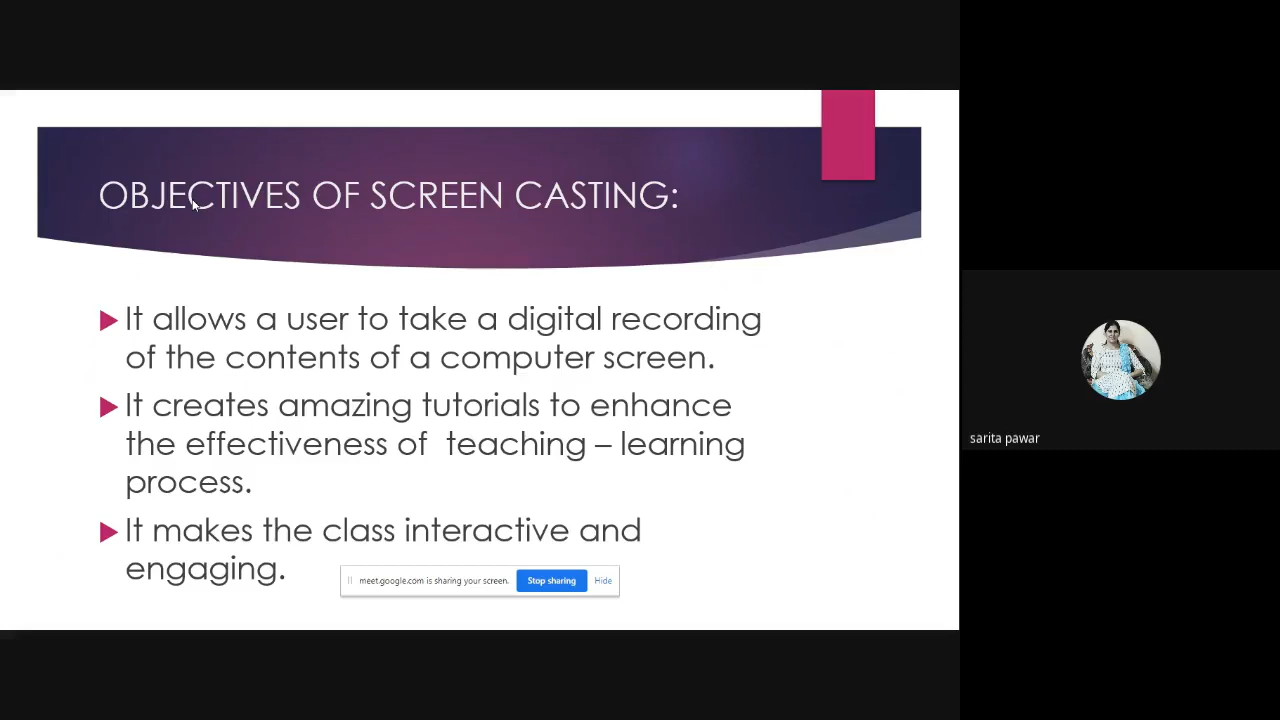 OBJECTIVES OF SCREEN CASTING:
It allows a user to take a digital recording
of the contents of a computer screen.
It creates amazing tutorials to enhance
the effectiveness of  teaching – learning
process.
It makes the class interactive and
engaging.
meet.google.com is sharing your screen.
Stop sharing
Hide
sarita pawar